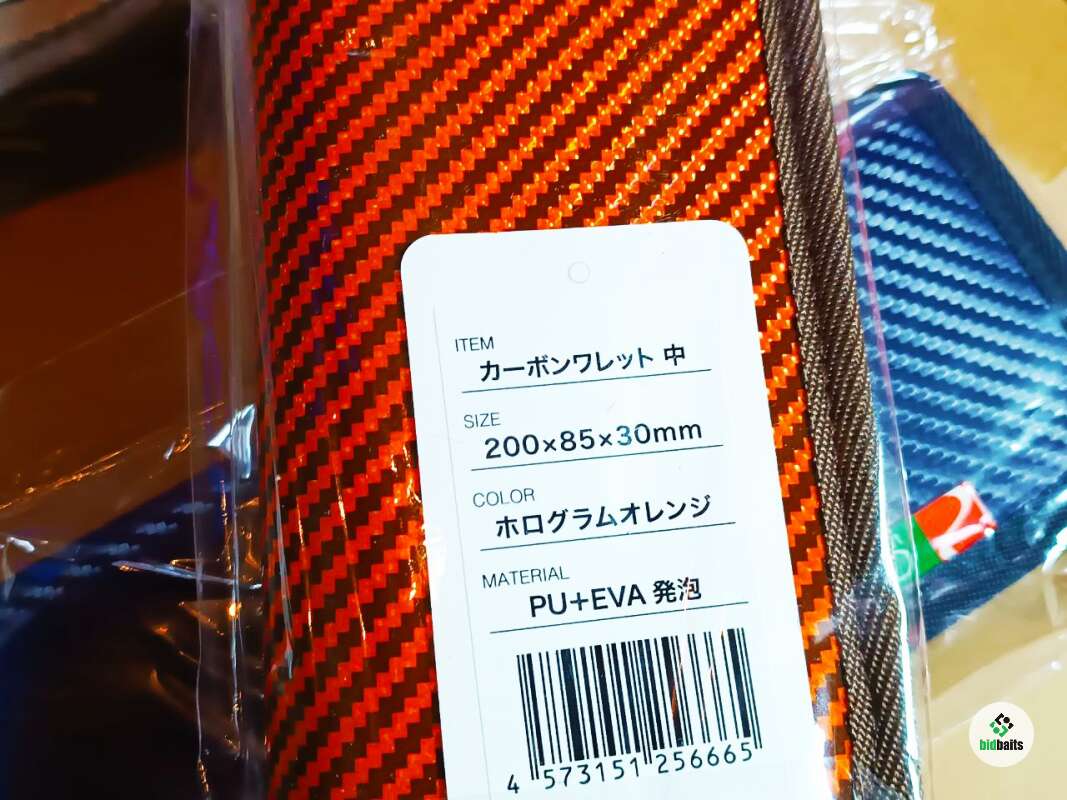 ITEM
カーボンワレット 中
SIZE
200×85×30mm
COLOR
ホログラムオレンジ
MATERIAL
PU+EVA 発泡
4 573151 256665
bidbaits